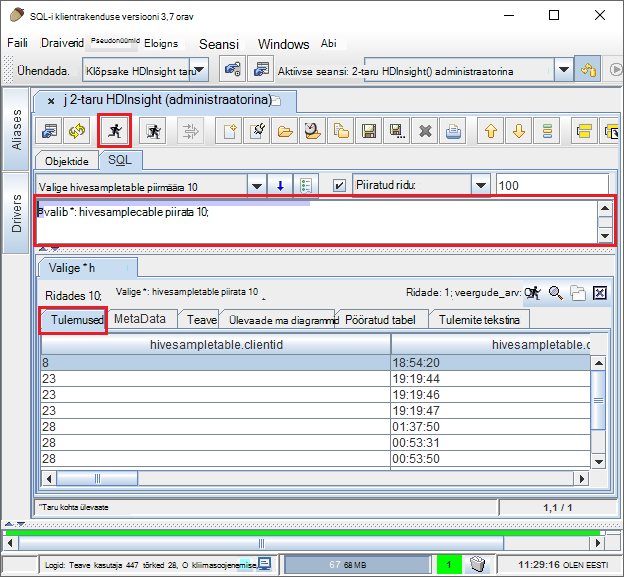 SQL-i klientrakenduse versiooni 3,7 orav
Faili Draiverid Pseudonüümid Eloigns Seansi Windows Abi
Ühendada. Klõpsake HDInsight taru Aktiivse seansi: 2-taru HDInsight() administraatorina
Aliases
Drivers
j 2-taru HDInsight (administraatorina)
Objektide SQL
Valige hivesampletable piirmäära 10 Piiratud ridu: 100
valib *: hivesamplecable piirata 10;
Valige * h
Ridades 10; Valige *: hivesampletable piirata 10 Ridade: 1; veergude_arv:
Tulemused MetaData Teave Ülevaade ma diagrammid Pööratud tabel Tulemite tekstina
hivesampletable.clientid hivesampletable.
8 18:54:20
23 19:19:44
23 19:19:46
23 19:19:47
28 01:37:50
28 00:53:31
28 00:53:50
"Taru kohta ülevaate 1,1 / 1
Logid: Teave kasutaja 447 tõrked 28, O kliimasoojenemise, 67 68 MB 1 11:29:16 OLEN EESTI